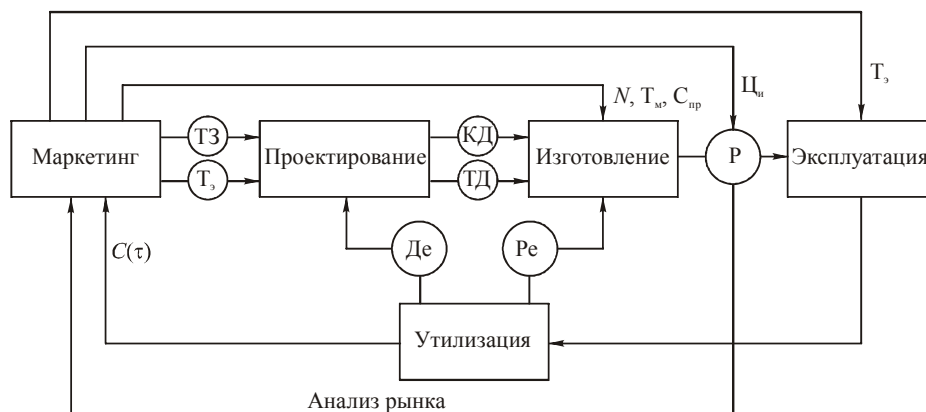 Tэ
N, Tм, Cпр
Ци
Маркетинг
ТЗ
Tэ
Проектирование
КД
ТД
Изготовление
Р
Эксплуатация
C(τ)
Де
Ре
Утилизация
Анализ рынка